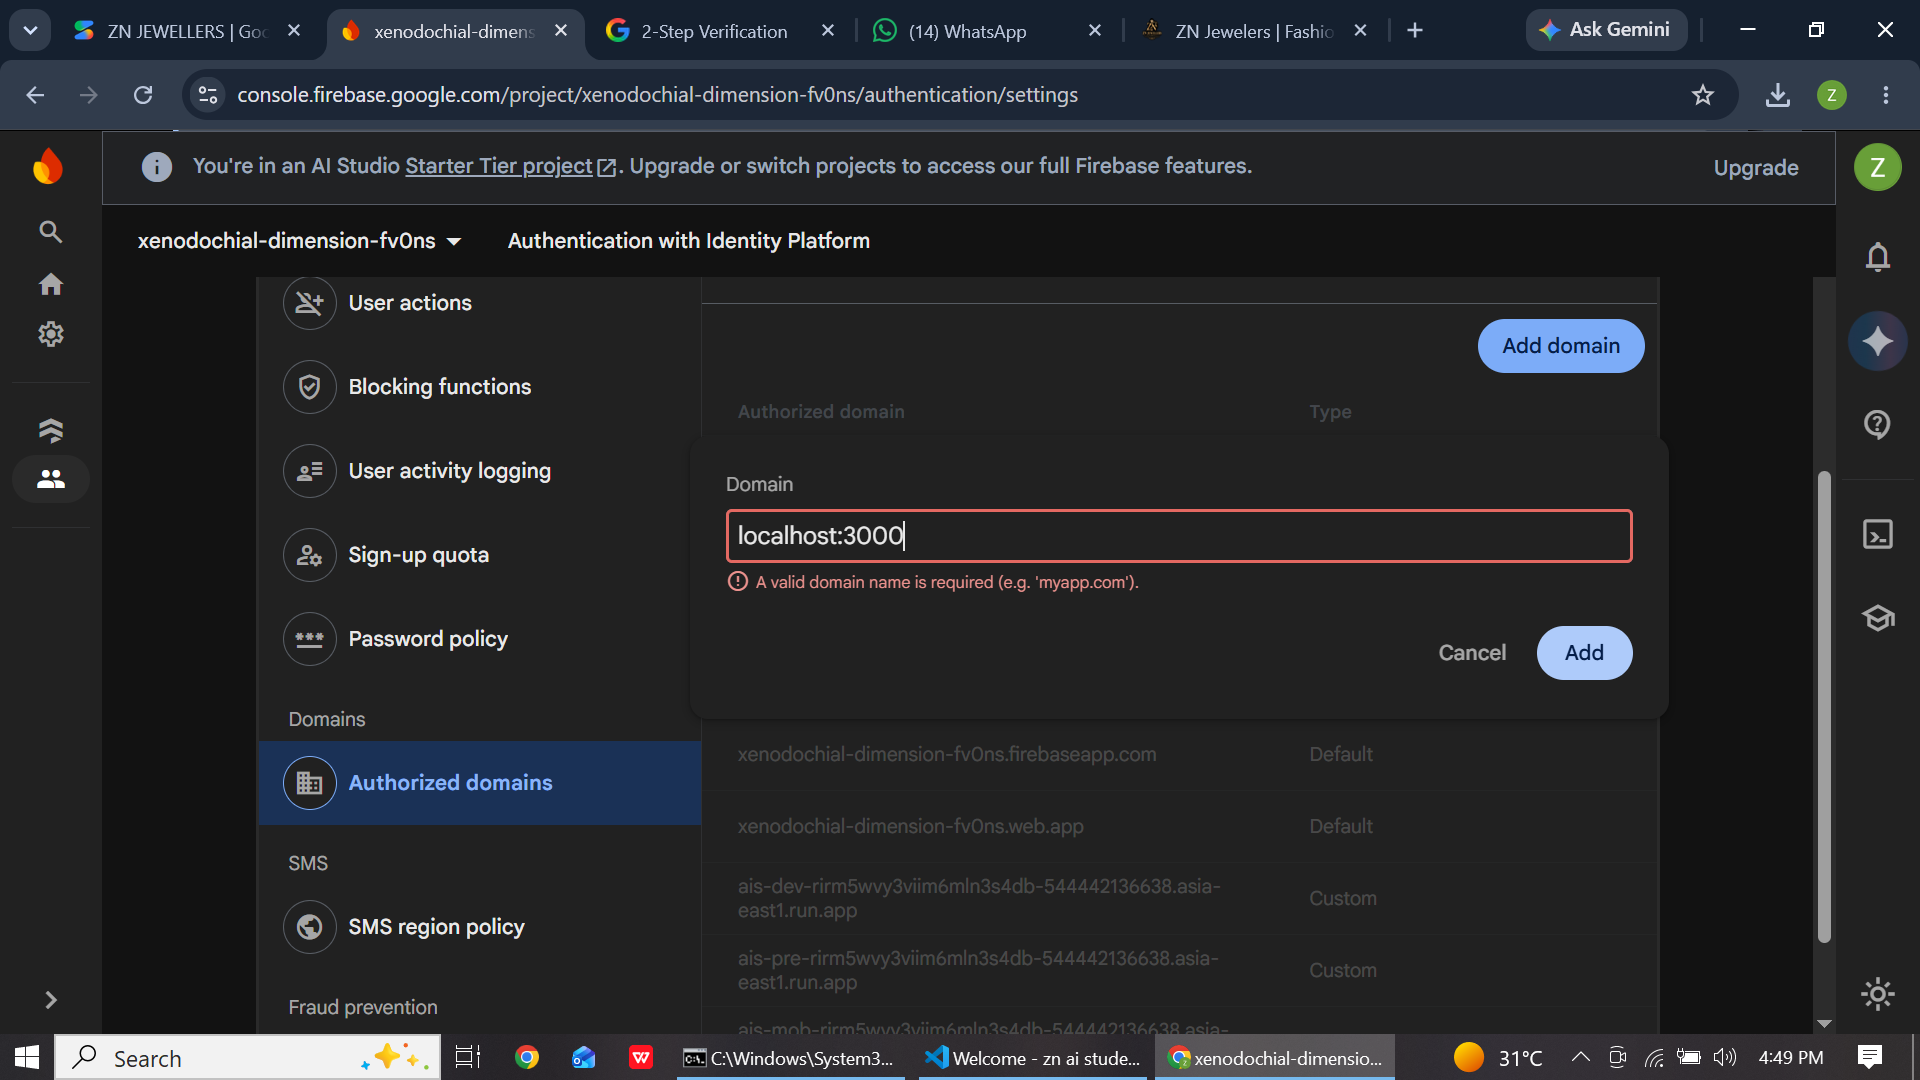 ZN JEWELLERS | Goo
xenodochial-dimens
2-Step Verification
(14) WhatsApp
ZN Jewelers | Fashio
Ask Gemini
console.firebase.google.com/project/xenodochial-dimension-fv0ns/authentication/settings
Z
You're in an AI Studio Starter Tier project. Upgrade or switch projects to access our full Firebase features.
Upgrade
Z
xenodochial-dimension-fv0ns
Authentication with Identity Platform
User actions
Blocking functions
User activity logging
Sign-up quota
Password policy
Domains
Authorized domains
SMS
SMS region policy
Fraud prevention
Add domain
Authorized domain
Type
Domain
localhost:3000
A valid domain name is required (e.g. 'myapp.com').
Cancel
Add
xenodochial-dimension-fv0ns.firebaseapp.com
Default
xenodochial-dimension-fv0ns.web.app
Default
ais-dev-rirm5wvy3viim6mln3s4db-544442136638.asia-
east1.run.app
Custom
ais-pre-rirm5wvy3viim6mln3s4db-544442136638.asia-
east1.run.app
Custom
ais-mob-rirm5wvy3viim6mln3s4db-544442136638.asia-
Search
C:\Windows\System3...
Welcome - zn ai stude...
xenodochial-dimensio...
31°C
4:49 PM